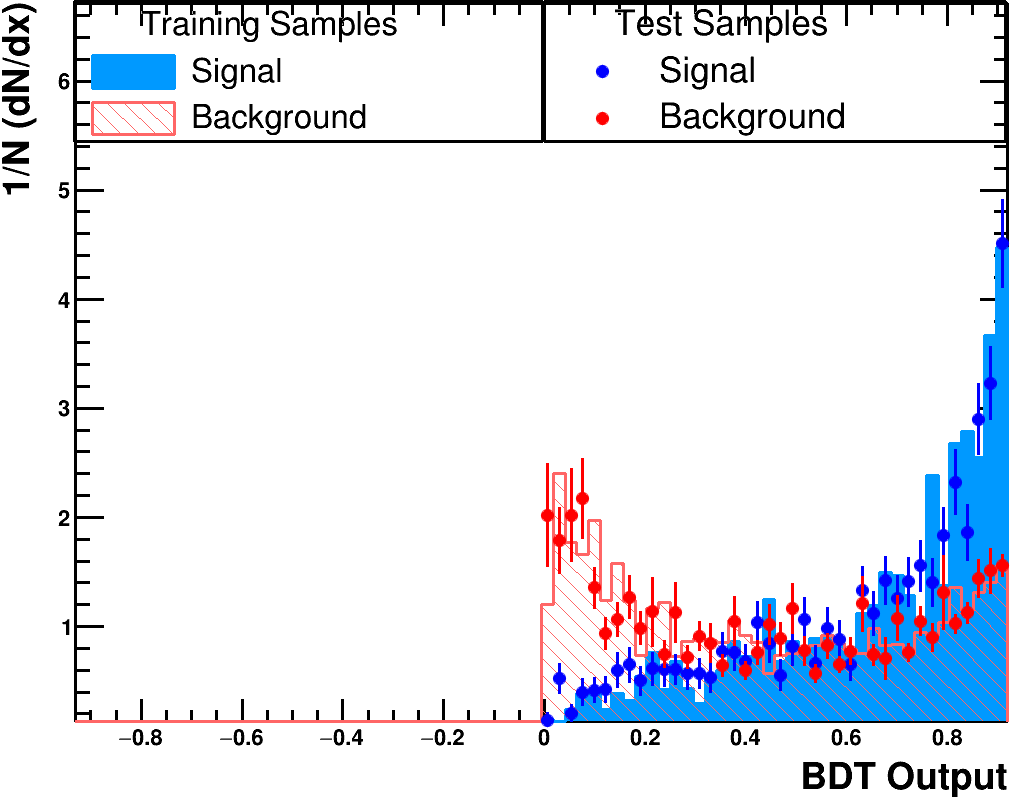 Training Samples
Signal
Background
Test Samples
Signal
Background
1/N (dN/dx)
6
5
4
3
2
1
−0.8 −0.6 −0.4 −0.2 0 0.2 0.4 0.6 0.8
BDT Output